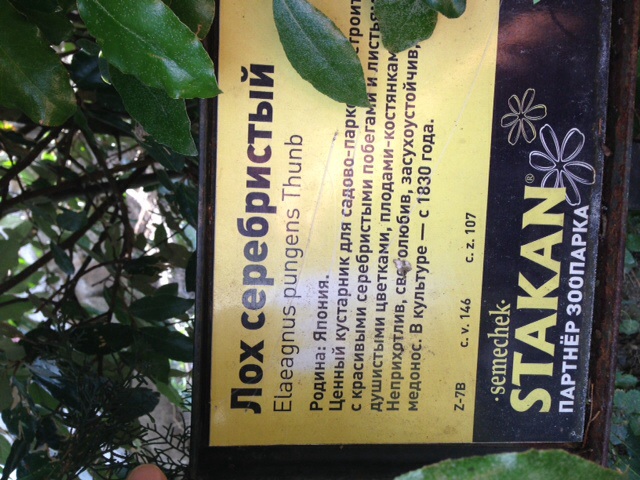 Лох серебристый
Elaeagnus pungens Thunb
Родина: Япония.
Ценный кустарник для садово-парко
с красивыми серебристыми побегами и листья
душистыми цветками, плодами-костянкам
Неприхотлив, светолюбив, засухоустойчив,
медонос. В культуре — с 1830 года.
Z-7B c. v. 146 c. z. 107
·semechek·
STAKAN®
ПАРТНЁР ЗООПАРКА